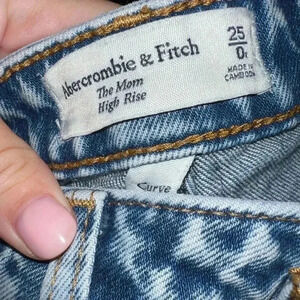 Abercrombie & Fitch
The Mom
High Rise
25
0
MADE IN
CAMBODIA
Curve